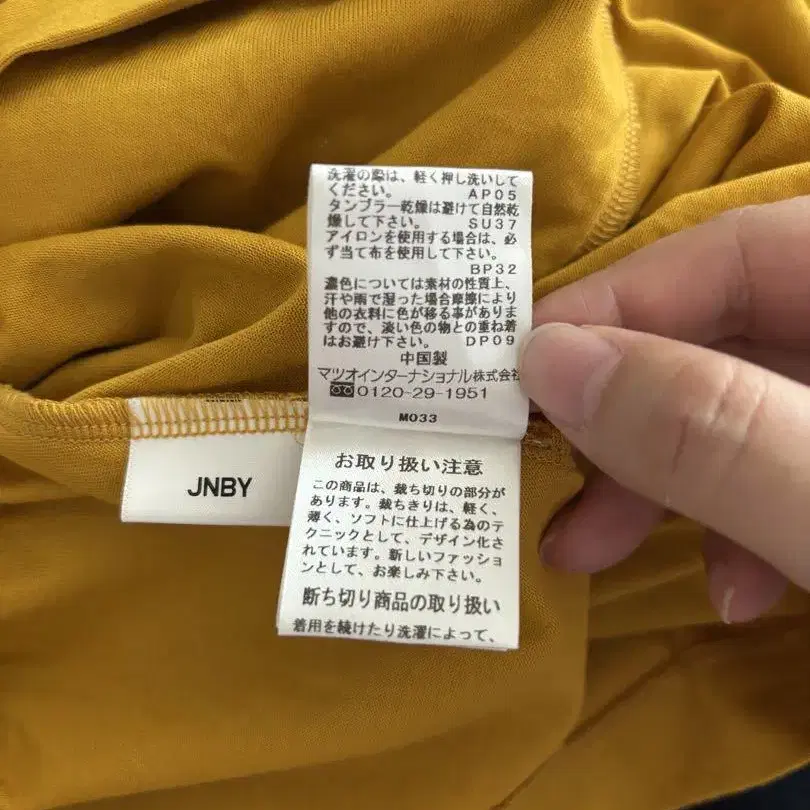 洗濯の際は、軽く押し洗いして
ください。 AP05
タンブラー乾燥は避けて自然乾
燥して下さい。 SU37
アイロンを使用する場合は、必
ず当て布を使用して下さい。
BP32
濃色については素材の性質上、
汗や雨で湿った場合摩擦により
他の衣料に色が移る事がありま
すので、淡い色の物との重ね着
はお避け下さい。 DP09
中国製
マツオインターナショナル株式会社
0120-29-1951
M033
JNBY
お取り扱い注意
この商品は、裁ち切りの部分が
あります。裁ちきりは、軽く、
薄く、ソフトに仕上げる為のテ
クニックとして、デザイン化さ
れています。新しいファッショ
ンとして、お楽しみ下さい。
断ち切り商品の取り扱い
着用を続けたり洗濯によって、